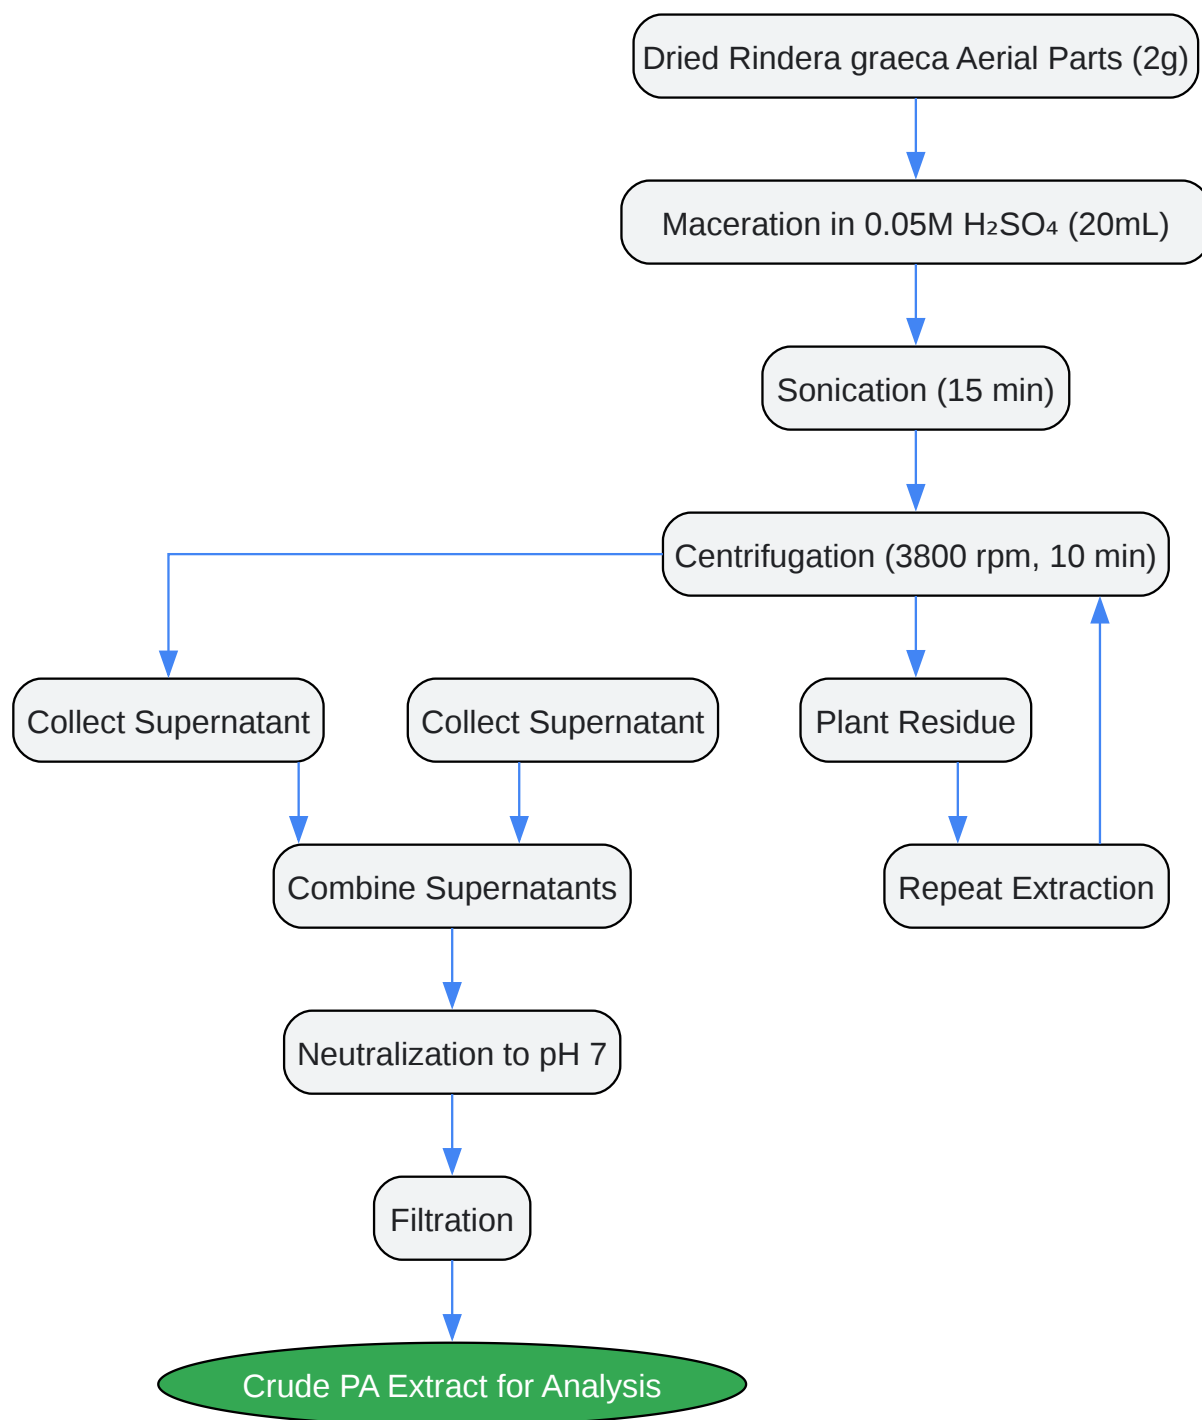 Dried Rindera graeca Aerial Parts (2g)
Maceration in 0.05M H₂SO₄ (20mL)
Sonication (15 min)
Centrifugation (3800 rpm, 10 min)
Collect Supernatant
Collect Supernatant
Plant Residue
Combine Supernatants
Repeat Extraction
Neutralization to pH 7
Filtration
Crude PA Extract for Analysis